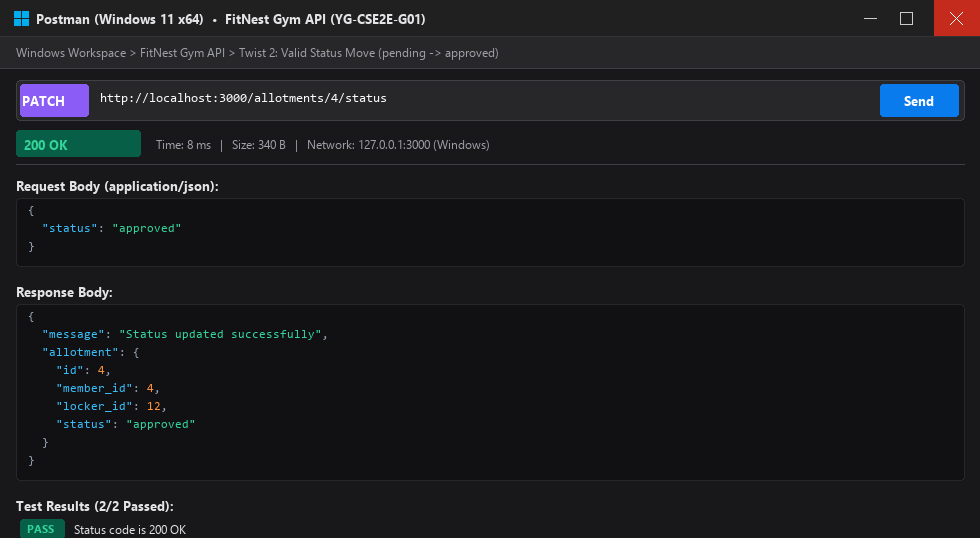 Postman (Windows 11 x64)  •  FitNest Gym API (YG-CSE2E-G01)
Windows Workspace > FitNest Gym API > Twist 2: Valid Status Move (pending -> approved)
PATCH http://localhost:3000/allotments/4/status Send
200 OK Time: 8 ms | Size: 340 B | Network: 127.0.0.1:3000 (Windows)
Request Body (application/json):
{
  "status": "approved"
}
Response Body:
{
  "message": "Status updated successfully",
  "allotment": {
    "id": 4,
    "member_id": 4,
    "locker_id": 12,
    "status": "approved"
  }
}
Test Results (2/2 Passed):
PASS Status code is 200 OK